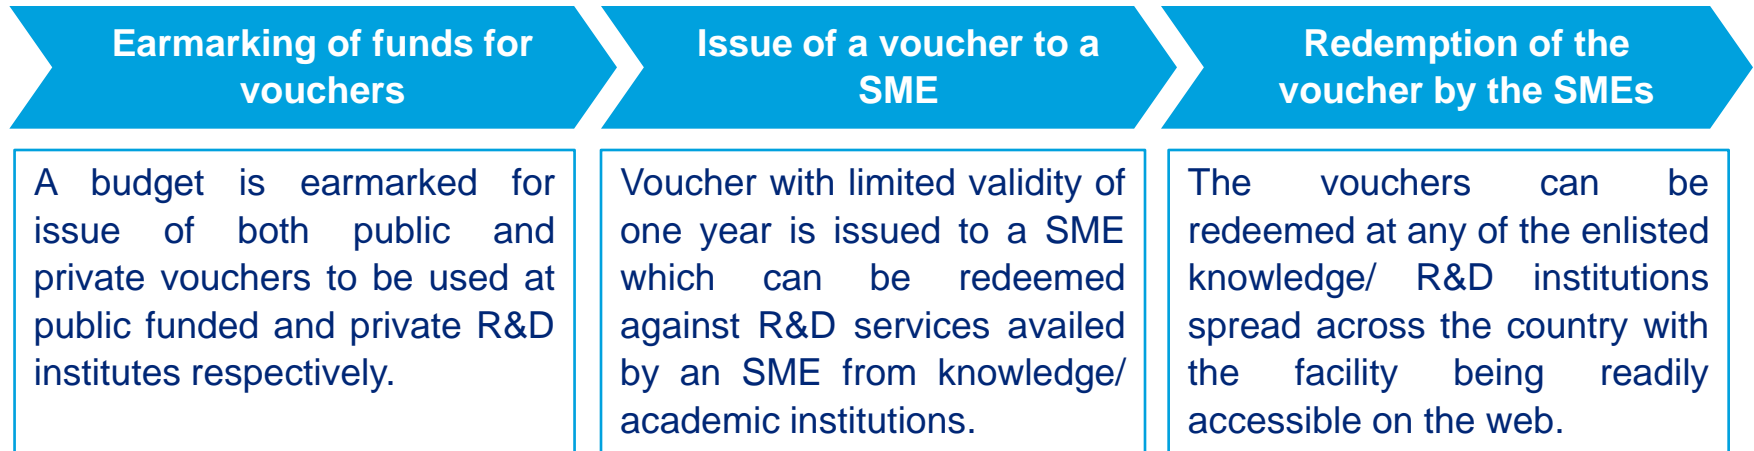 Earmarking of funds for
vouchers
Issue of a voucher to a
SME
Redemption of the
voucher by the SMEs
A budget is earmarked for
issue of both public and
private vouchers to be used at
public funded and private R&D
institutes respectively.
Voucher with limited validity of
one year is issued to a SME
which can be redeemed
against R&D services availed
by an SME from knowledge/
academic institutions.
The vouchers can be
redeemed at any of the enlisted
knowledge/ R&D institutions
spread across the country with
the facility being readily
accessible on the web.